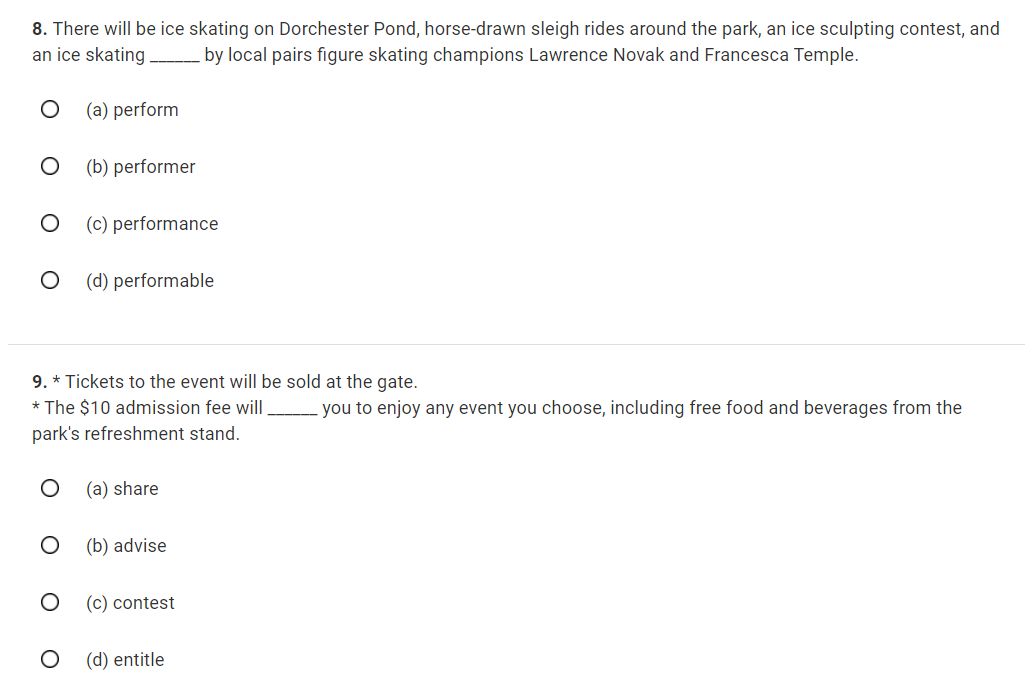 8. There will be ice skating on Dorchester Pond, horse-drawn sleigh rides around the park, an ice sculpting contest, and
an ice skating ______ by local pairs figure skating champions Lawrence Novak and Francesca Temple.
(a) perform
(b) performer
(c) performance
(d) performable
9. * Tickets to the event will be sold at the gate.
* The $10 admission fee will ______ you to enjoy any event you choose, including free food and beverages from the
park's refreshment stand.
(a) share
(b) advise
(c) contest
(d) entitle